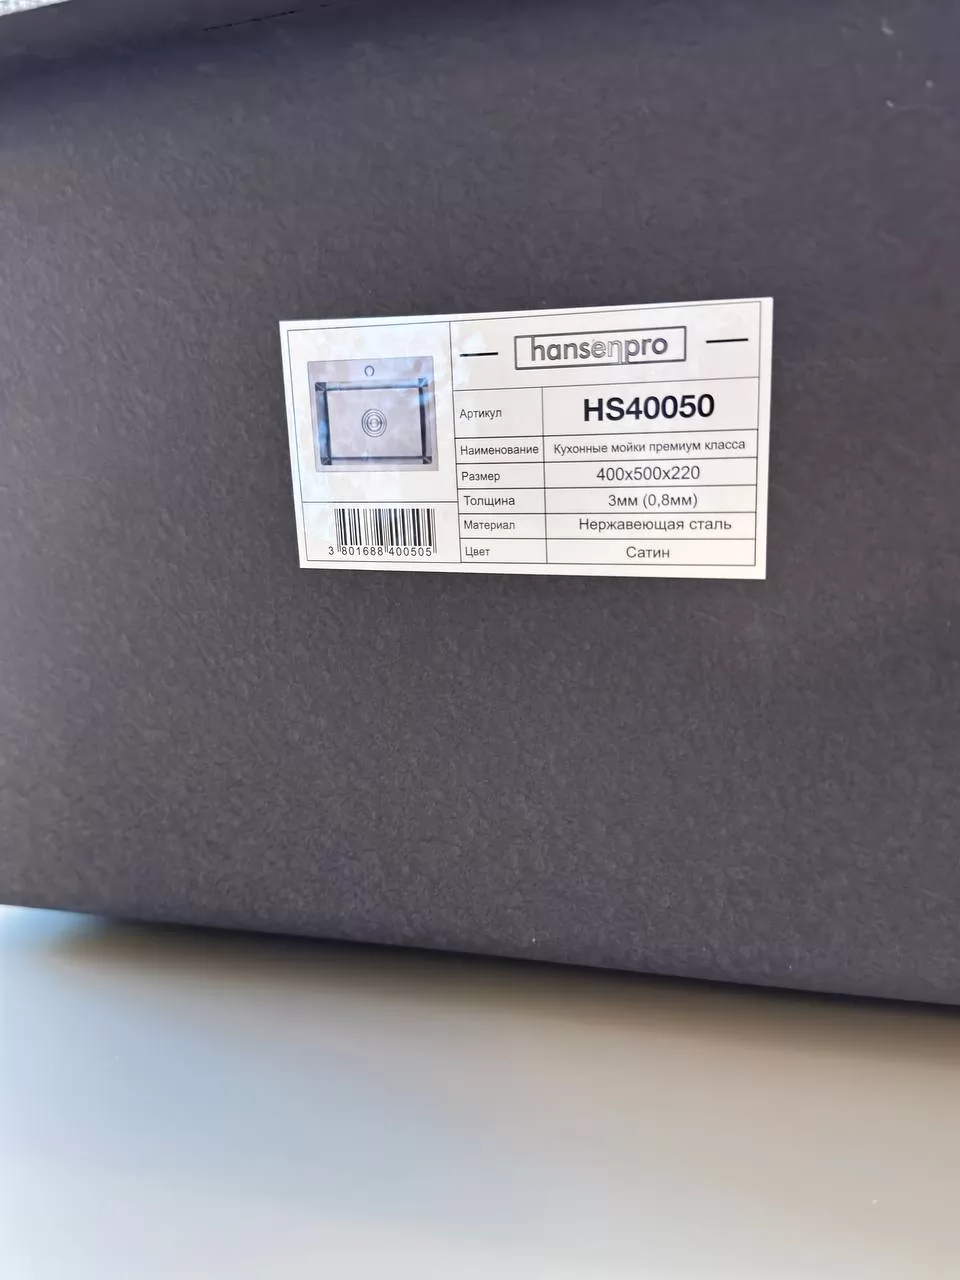 hansenpro
Артикул HS40050
Наименование Кухонные мойки премиум класса
Размер 400x500x220
Толщина 3мм (0,8мм)
Материал Нержавеющая сталь
Цвет Сатин
3 801688 400505